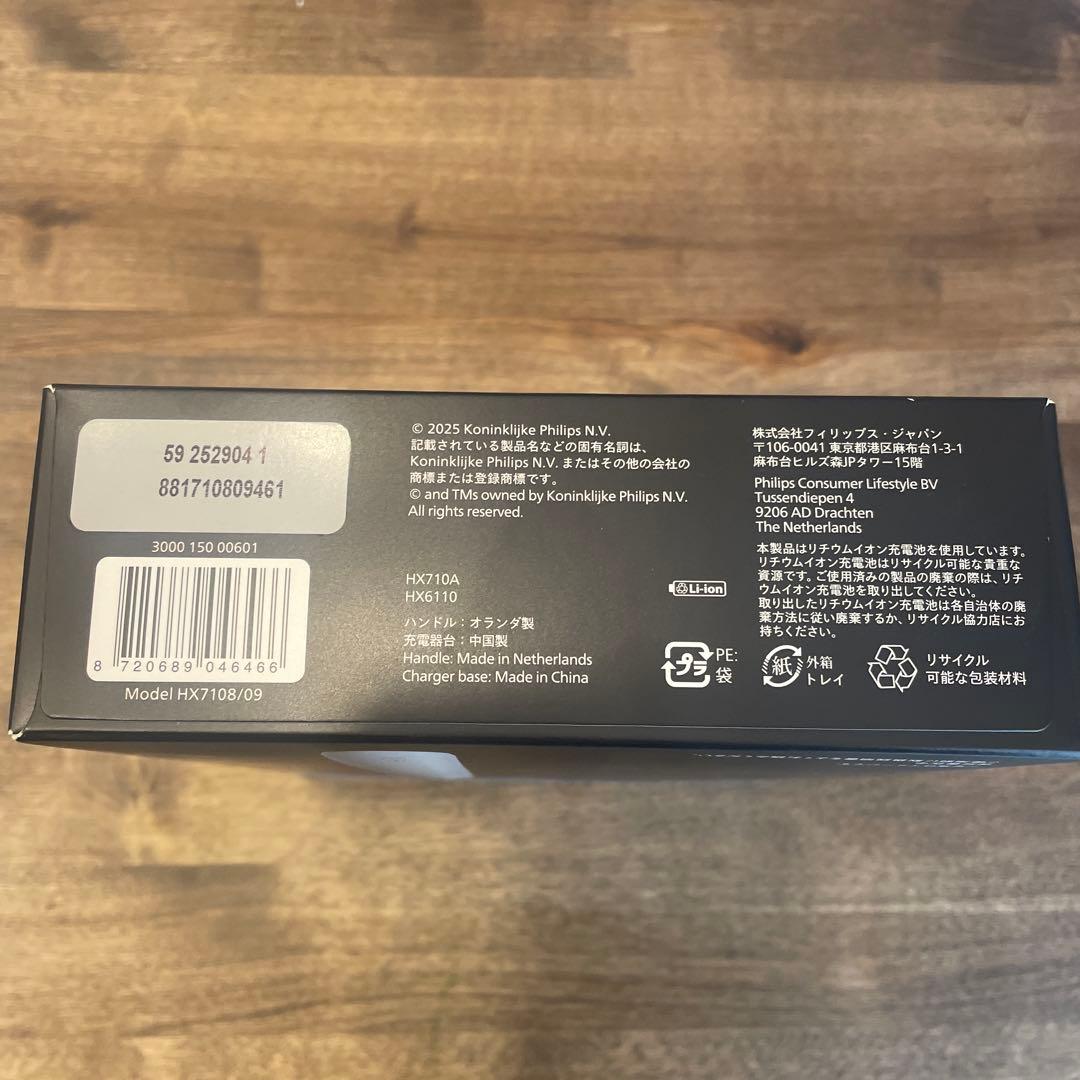 59 252904 1
881710809461
3000 150 00601
8 720689 046466
Model HX7108/09
© 2025 Koninklijke Philips N.V.
記載されている製品名などの固有名詞は、
Koninklijke Philips N.V. またはその他の会社の
商標または登録商標です。
© and TMs owned by Koninklijke Philips N.V.
All rights reserved.
HX710A
HX6110
ハンドル：オランダ製
充電器台：中国製
Handle: Made in Netherlands
Charger base: Made in China
Li-ion
株式会社フィリップス・ジャパン
〒106-0041 東京都港区麻布台1-3-1
麻布台ヒルズ森JPタワー15階
Philips Consumer Lifestyle BV
Tussendiepen 4
9206 AD Drachten
The Netherlands
本製品はリチウムイオン充電池を使用しています。
リチウムイオン充電池はリサイクル可能な貴重な
資源です。ご使用済みの製品の廃棄の際は、リチ
ウムイオン充電池を取り出してください。
取り出したリチウムイオン充電池は各自治体の廃
棄方法に従い廃棄するか、リサイクル協力店にお
持ちください。
プラ
PE:
袋
紙
外箱
トレイ
リサイクル
可能な包装材料